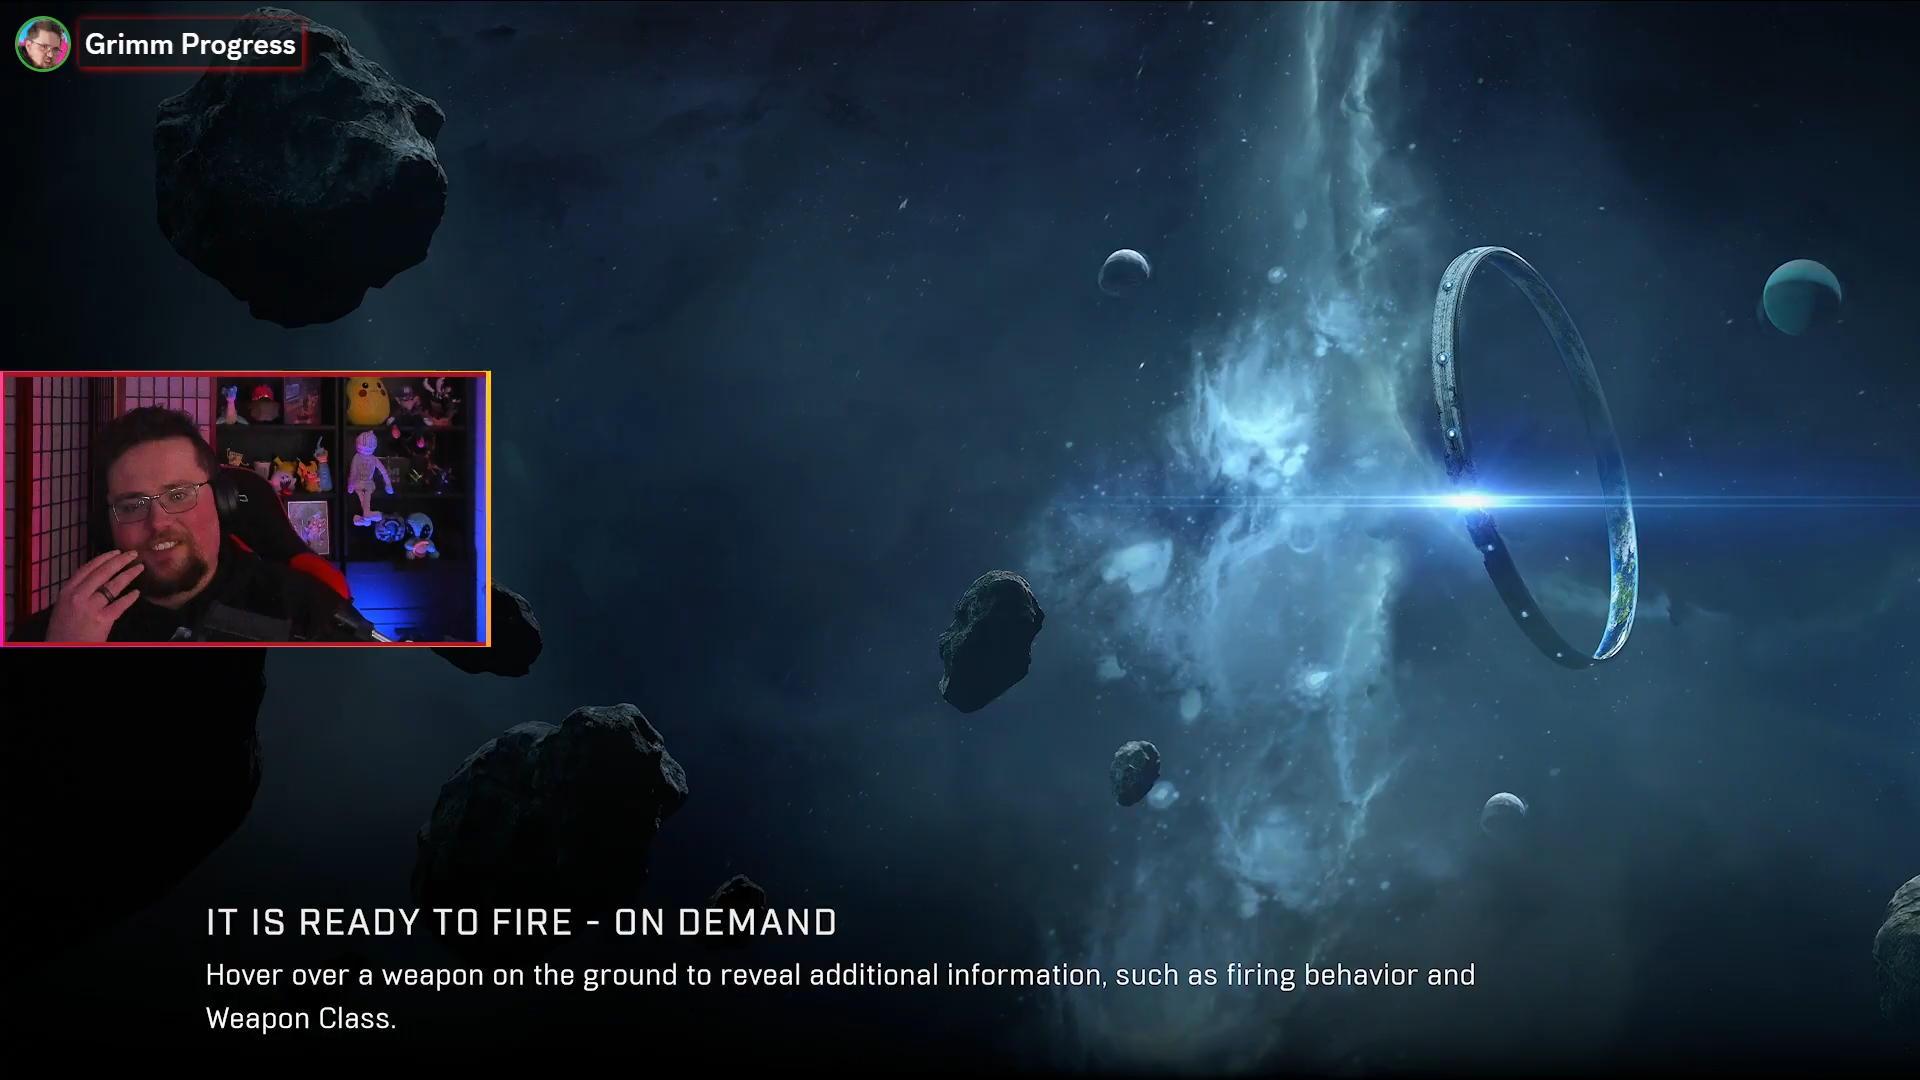 Grimm Progress
IT IS READY TO FIRE - ON DEMAND
Hover over a weapon on the ground to reveal additional information, such as firing behavior and
Weapon Class.